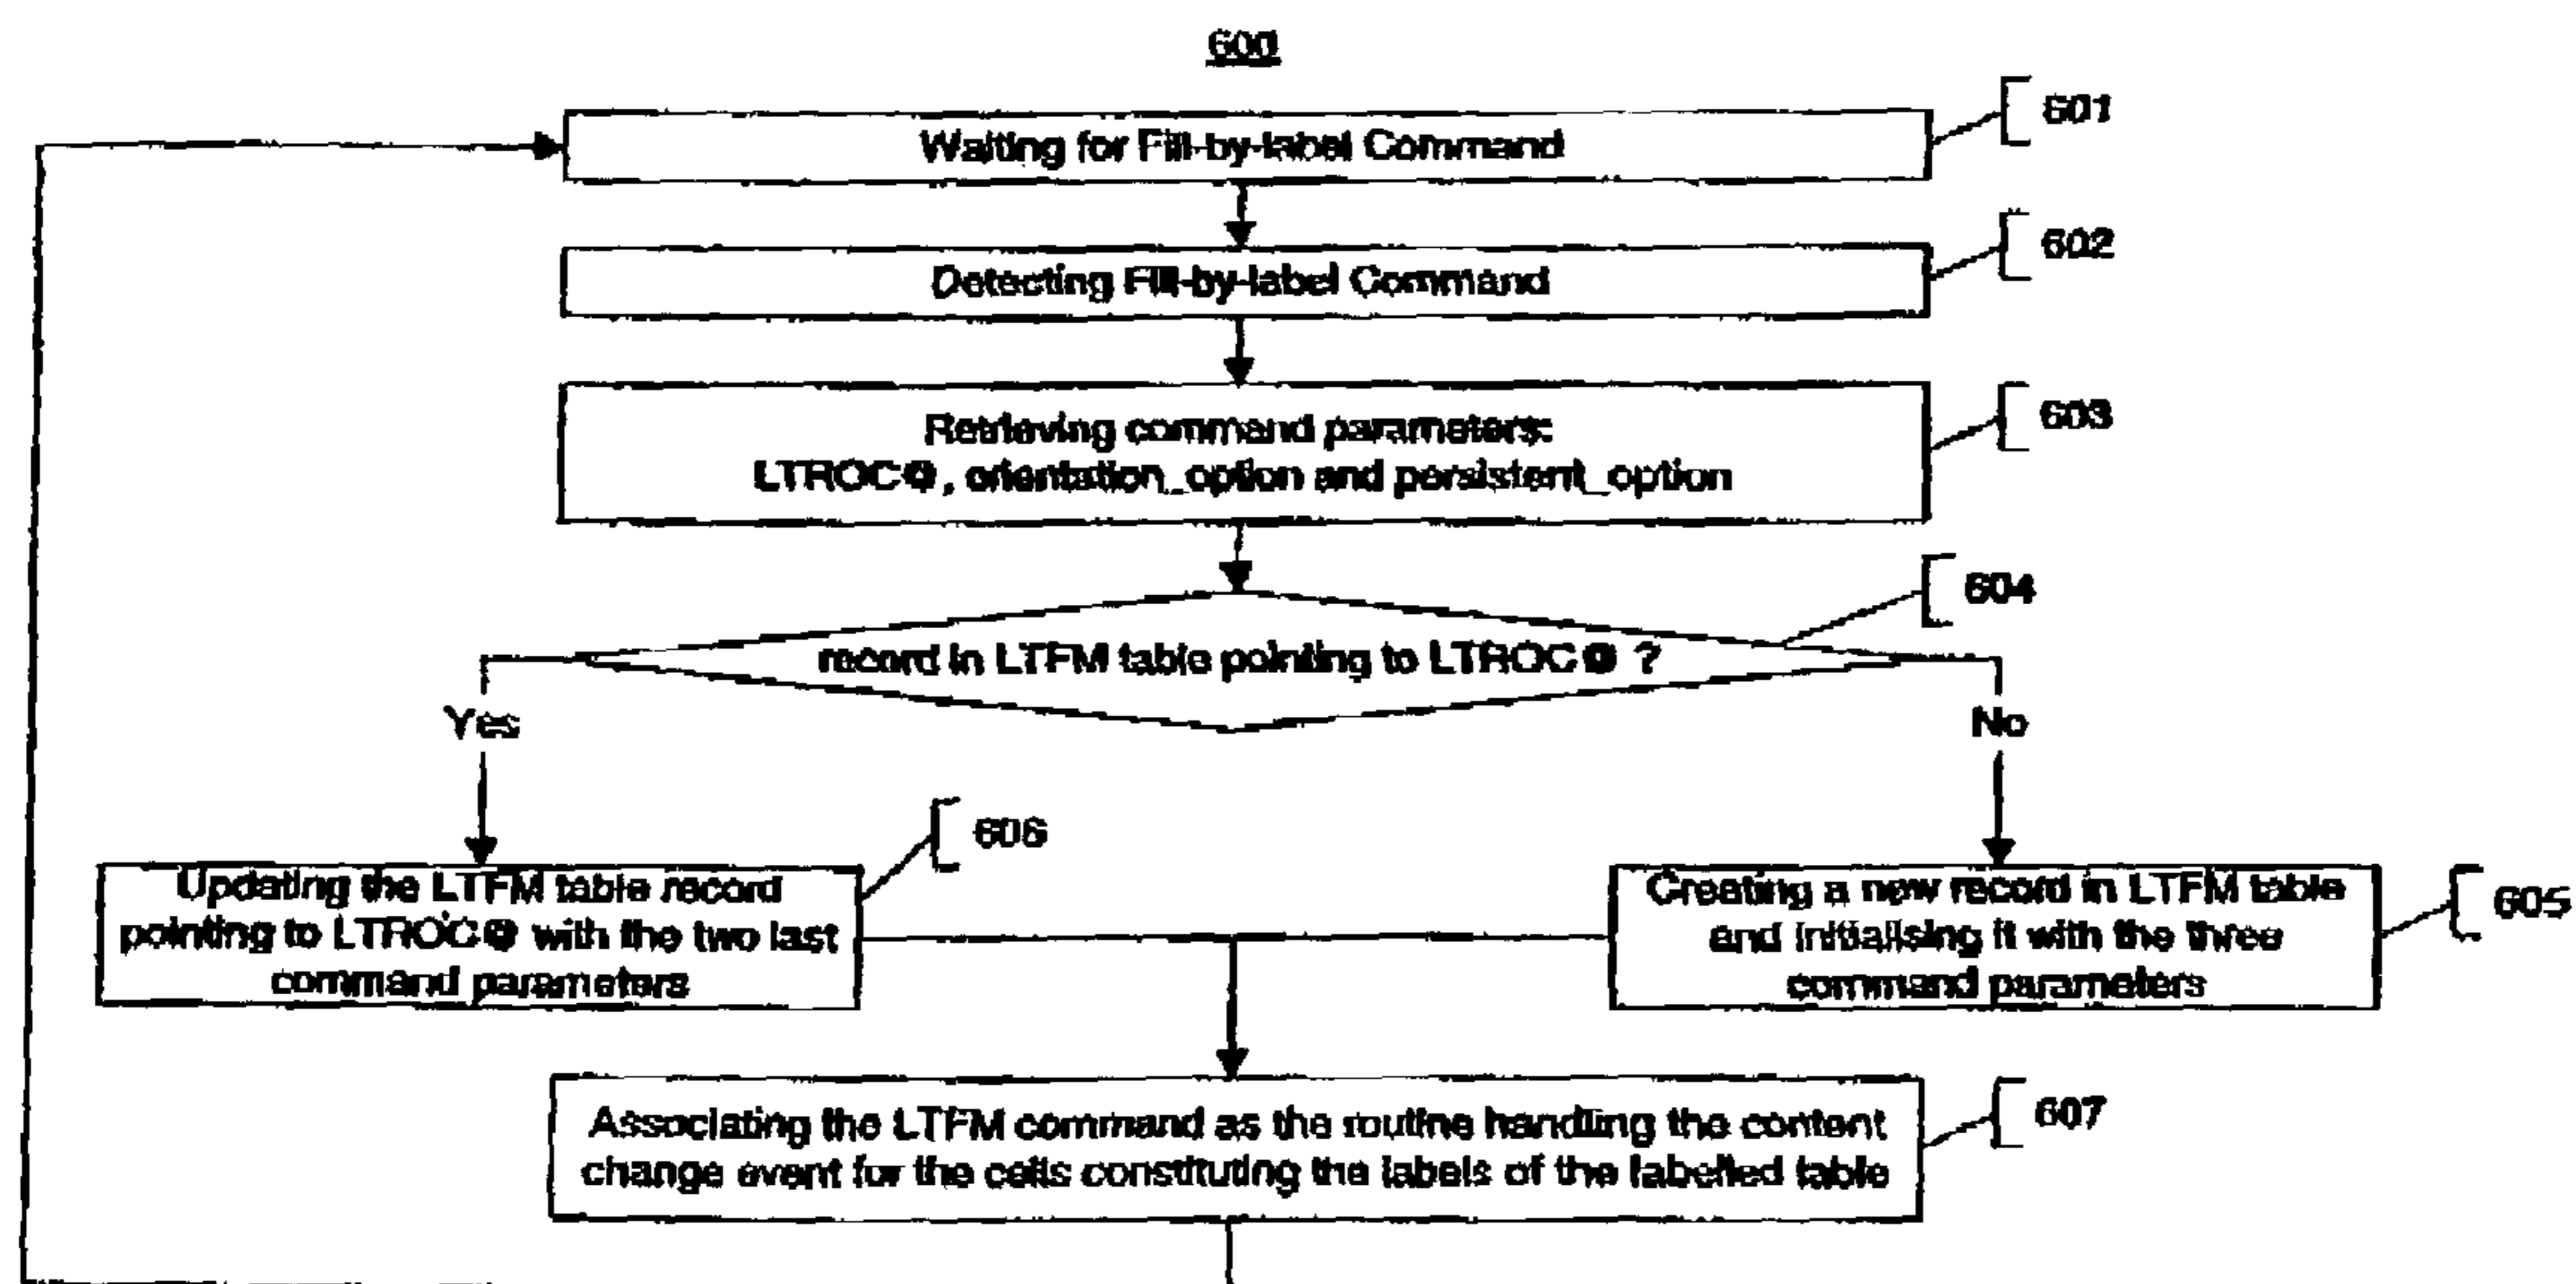 600
Waiting for Fill-by-label Command
601
Detecting Fill-by-label Command
602
Retrieving command parameters:
LTROC@, orientation_option and persistent_option
603
record in LTFM table pointing to LTROC@ ?
604
Yes
No
Updating the LTFM table record
pointing to LTROC@ with the two last
command parameters
606
Creating a new record in LTFM table
and initialising it with the three
command parameters
605
Associating the LTFM command as the routine handling the content
change event for the cells constituting the labels of the labelled table
607